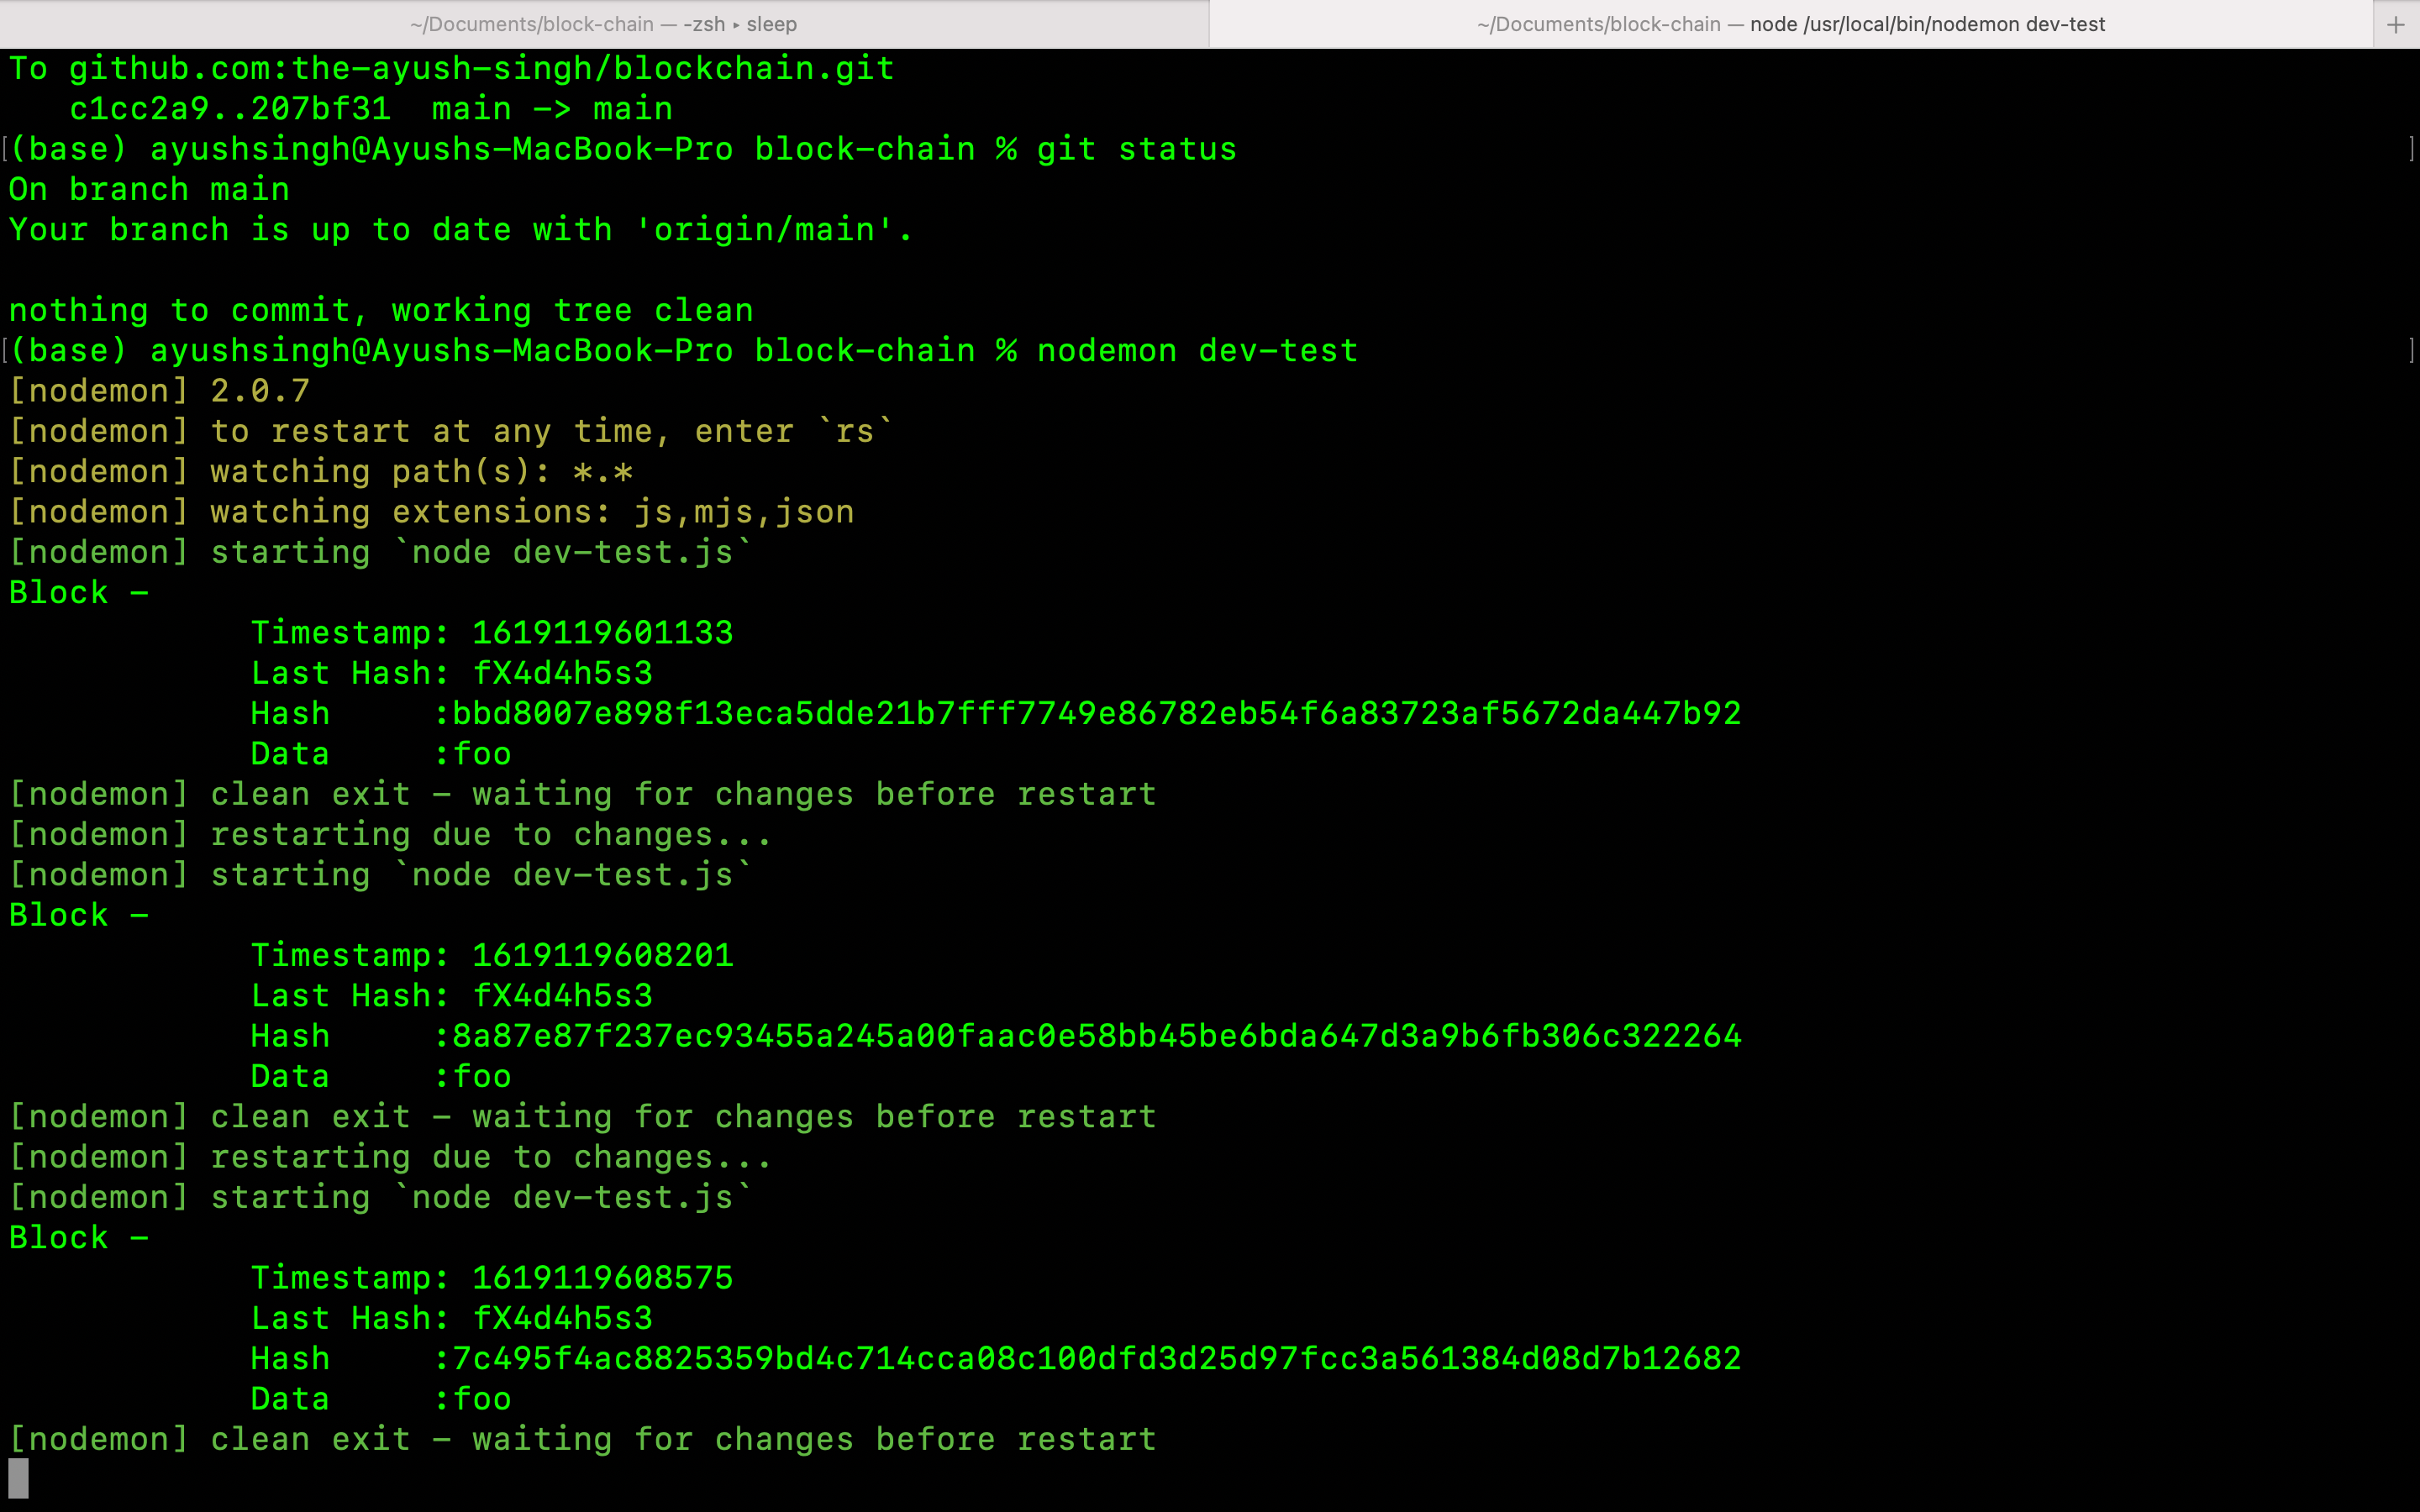 ~/Documents/block-chain — -zsh ▸ sleep
~/Documents/block-chain — node /usr/local/bin/nodemon dev-test
To github.com:the-ayush-singh/blockchain.git
   c1cc2a9..207bf31  main -> main
[(base) ayushsingh@Ayushs-MacBook-Pro block-chain % git status ]
On branch main
Your branch is up to date with 'origin/main'.

nothing to commit, working tree clean
[(base) ayushsingh@Ayushs-MacBook-Pro block-chain % nodemon dev-test ]
[nodemon] 2.0.7
[nodemon] to restart at any time, enter `rs`
[nodemon] watching path(s): *.*
[nodemon] watching extensions: js,mjs,json
[nodemon] starting `node dev-test.js`
Block -
            Timestamp: 1619119601133
            Last Hash: fX4d4h5s3
            Hash     :bbd8007e898f13eca5dde21b7fff7749e86782eb54f6a83723af5672da447b92
            Data     :foo
[nodemon] clean exit - waiting for changes before restart
[nodemon] restarting due to changes...
[nodemon] starting `node dev-test.js`
Block -
            Timestamp: 1619119608201
            Last Hash: fX4d4h5s3
            Hash     :8a87e87f237ec93455a245a00faac0e58bb45be6bda647d3a9b6fb306c322264
            Data     :foo
[nodemon] clean exit - waiting for changes before restart
[nodemon] restarting due to changes...
[nodemon] starting `node dev-test.js`
Block -
            Timestamp: 1619119608575
            Last Hash: fX4d4h5s3
            Hash     :7c495f4ac8825359bd4c714cca08c100dfd3d25d97fcc3a561384d08d7b12682
            Data     :foo
[nodemon] clean exit - waiting for changes before restart